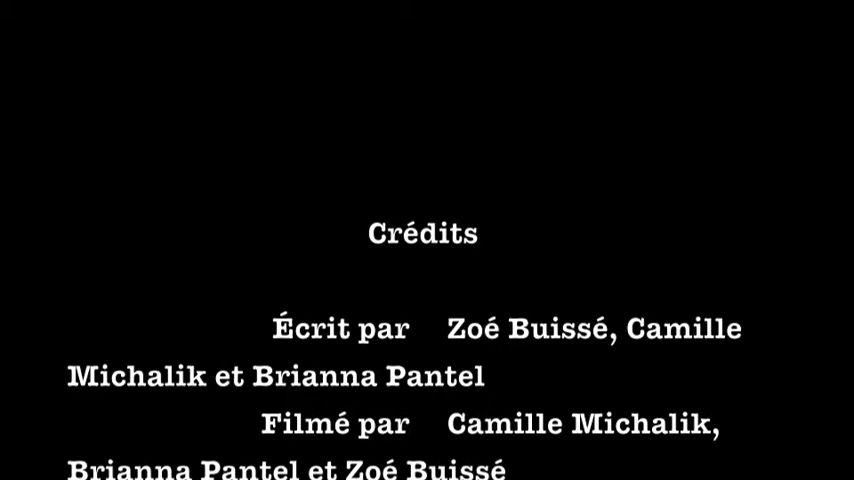 Crédits
Écrit par Zoé Buissé, Camille
Michalik et Brianna Pantel
Filmé par Camille Michalik,
Brianna Pantel et Zoé Buissé